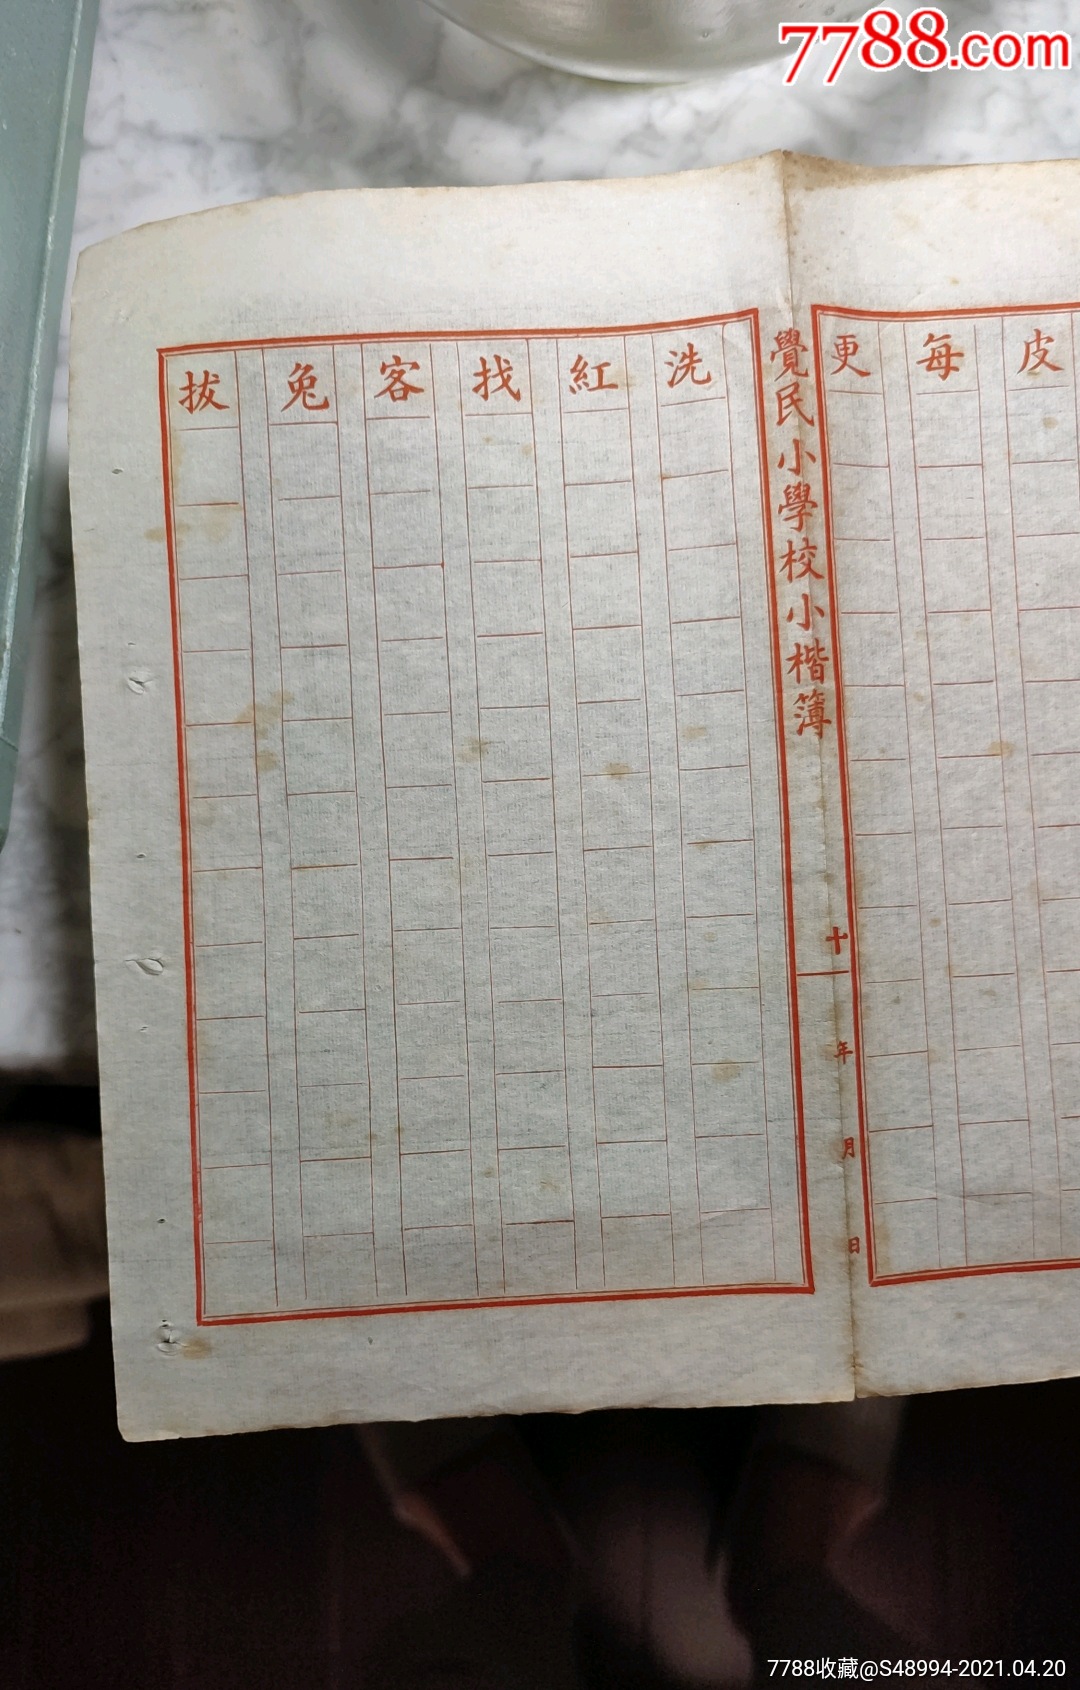 7788.com
皮
每
更
覺民小學校小楷簿
十
年 月 日
洗
紅
找
客
兔
拔
7788收藏@S48994-2021.04.20